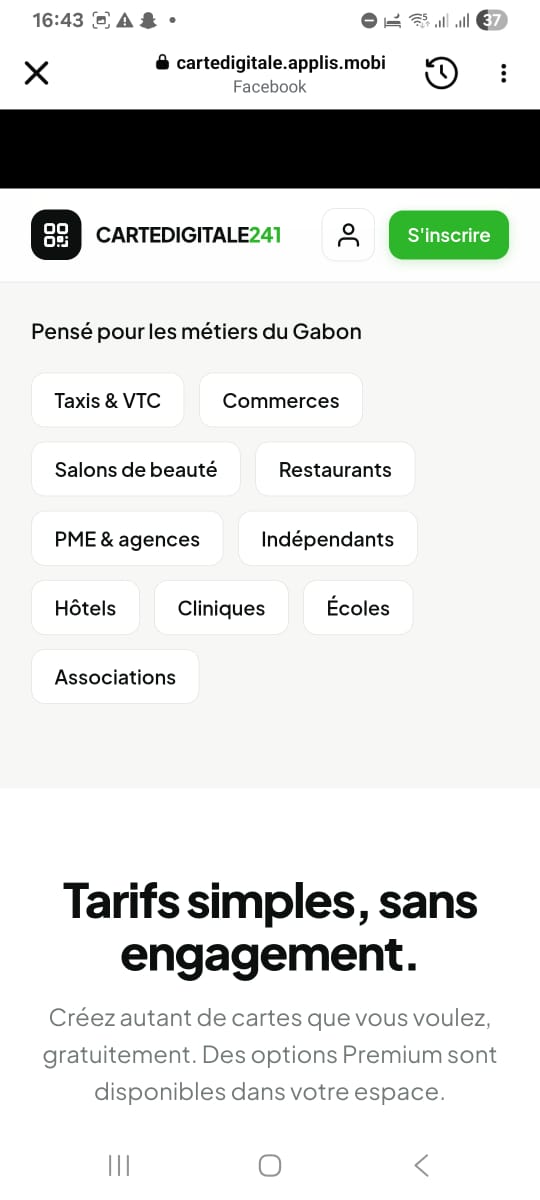 16:43
37
cartedigitale.applis.mobi
Facebook
CARTEDIGITALE241
S'inscrire
Pensé pour les métiers du Gabon
Taxis & VTC
Commerces
Salons de beauté
Restaurants
PME & agences
Indépendants
Hôtels
Cliniques
Écoles
Associations
Tarifs simples, sans
engagement.
Créez autant de cartes que vous voulez,
gratuitement. Des options Premium sont
disponibles dans votre espace.